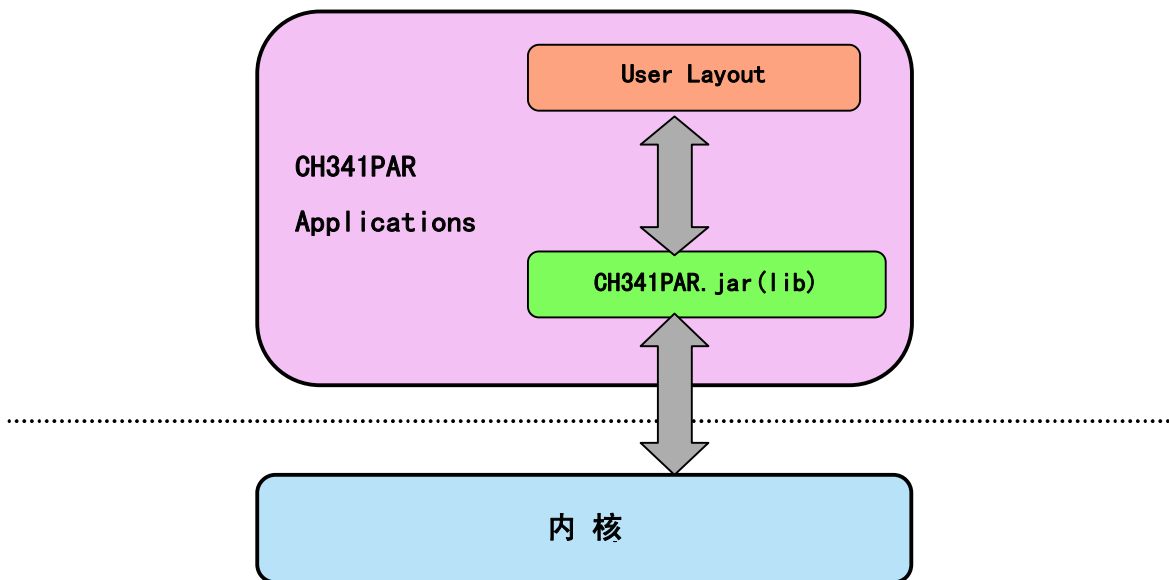 User Layout
CH341PAR
Applications
CH341PAR.jar(lib)
内 核